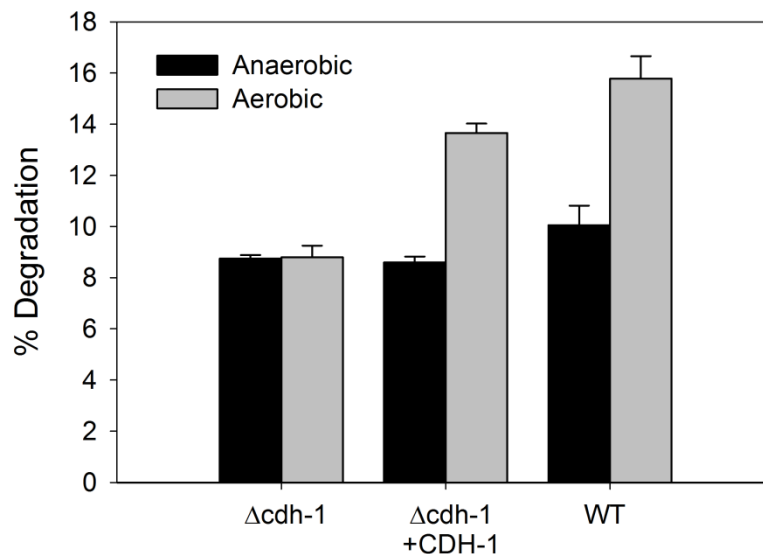 18
16
14
12
10
8
6
4
2
0
% Degradation
Anaerobic
Aerobic
Δcdh-1
Δcdh-1
+CDH-1
WT